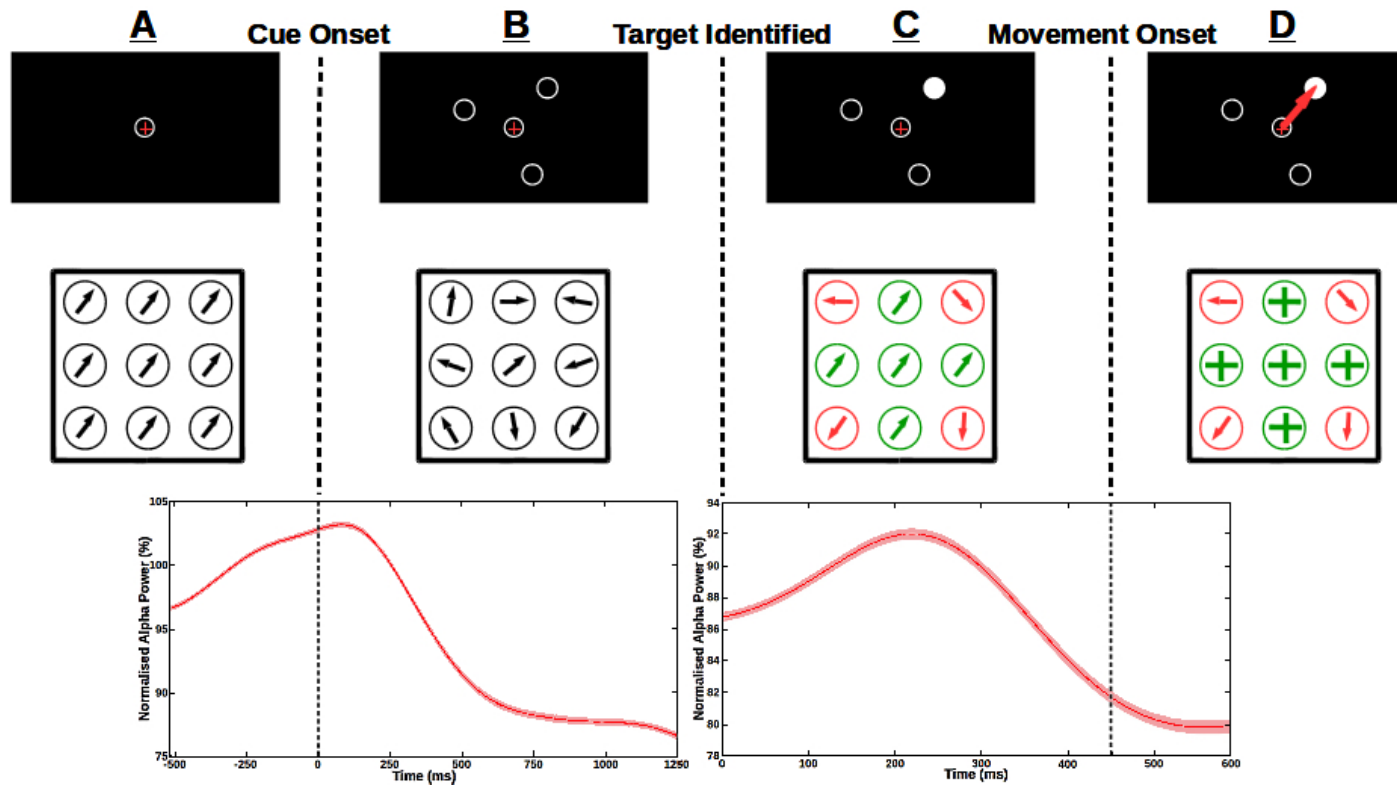 A Cue Onset B Target Identified C Movement Onset D
105
100
95
90
75
Normalised Alpha Power (%)
-500 -250 0 250 500 750 1000 1250
Time (ms)
94
92
90
88
86
84
82
80
78
Normalised Alpha Power (%)
0 100 200 300 400 500 600
Time (ms)